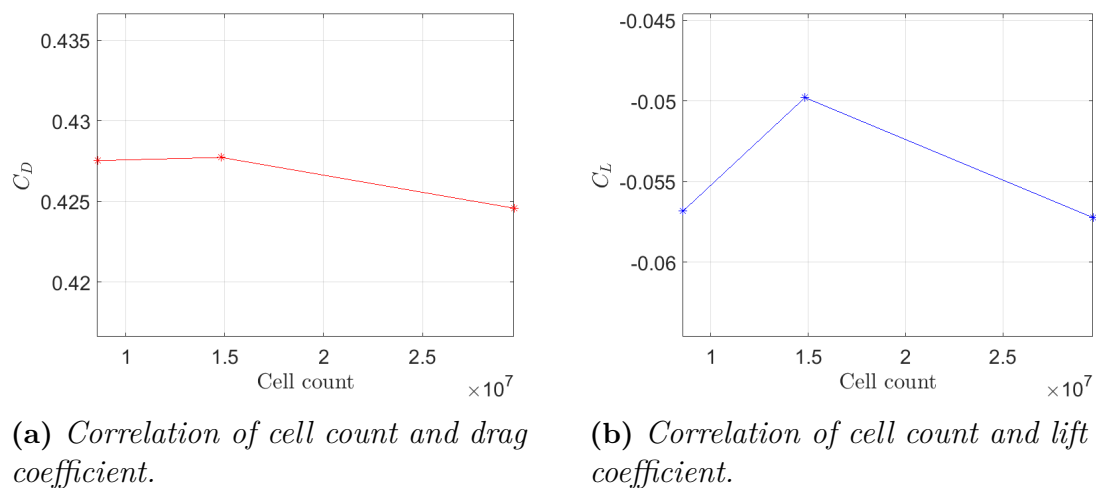 0.435
0.43
0.425
0.42
C_D
1 1.5 2 2.5
Cell count
×10^7
(a) Correlation of cell count and drag
coefficient.
-0.045
-0.05
-0.055
-0.06
C_L
1 1.5 2 2.5
Cell count
×10^7
(b) Correlation of cell count and lift
coefficient.